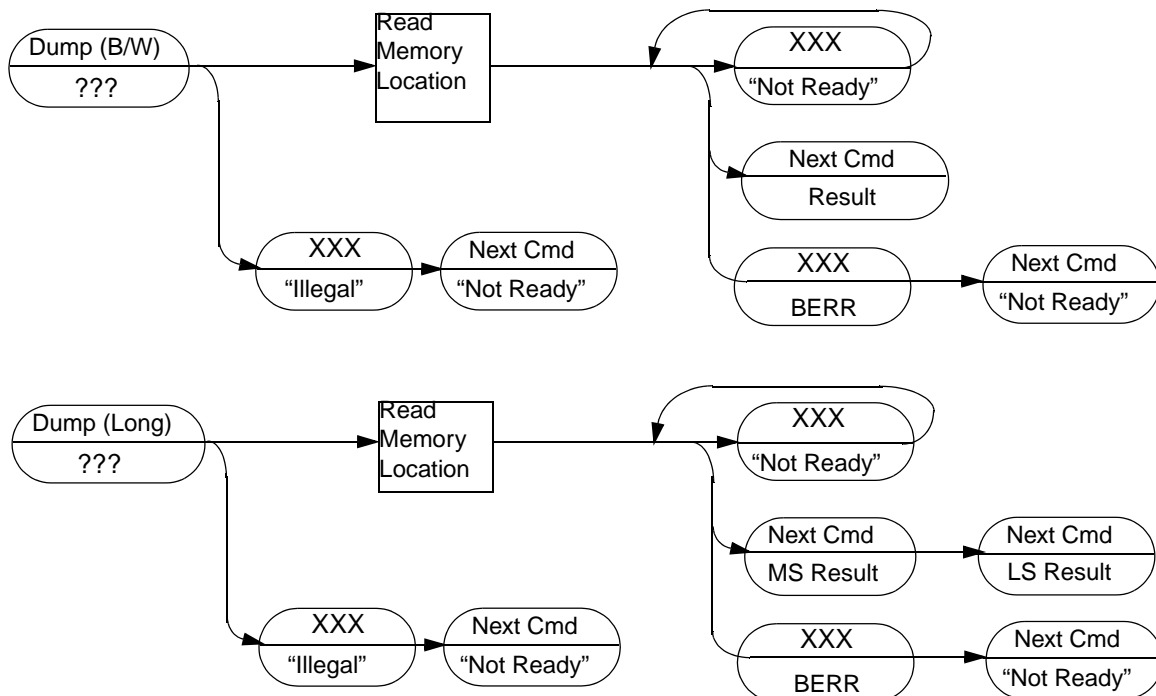 Dump (B/W)
???
Read
Memory
Location
XXX
“Not Ready”
Next Cmd
Result
XXX
“Illegal”
Next Cmd
“Not Ready”
XXX
BERR
Next Cmd
“Not Ready”
Dump (Long)
???
Read
Memory
Location
XXX
“Not Ready”
Next Cmd
MS Result
Next Cmd
LS Result
XXX
“Illegal”
Next Cmd
“Not Ready”
XXX
BERR
Next Cmd
“Not Ready”